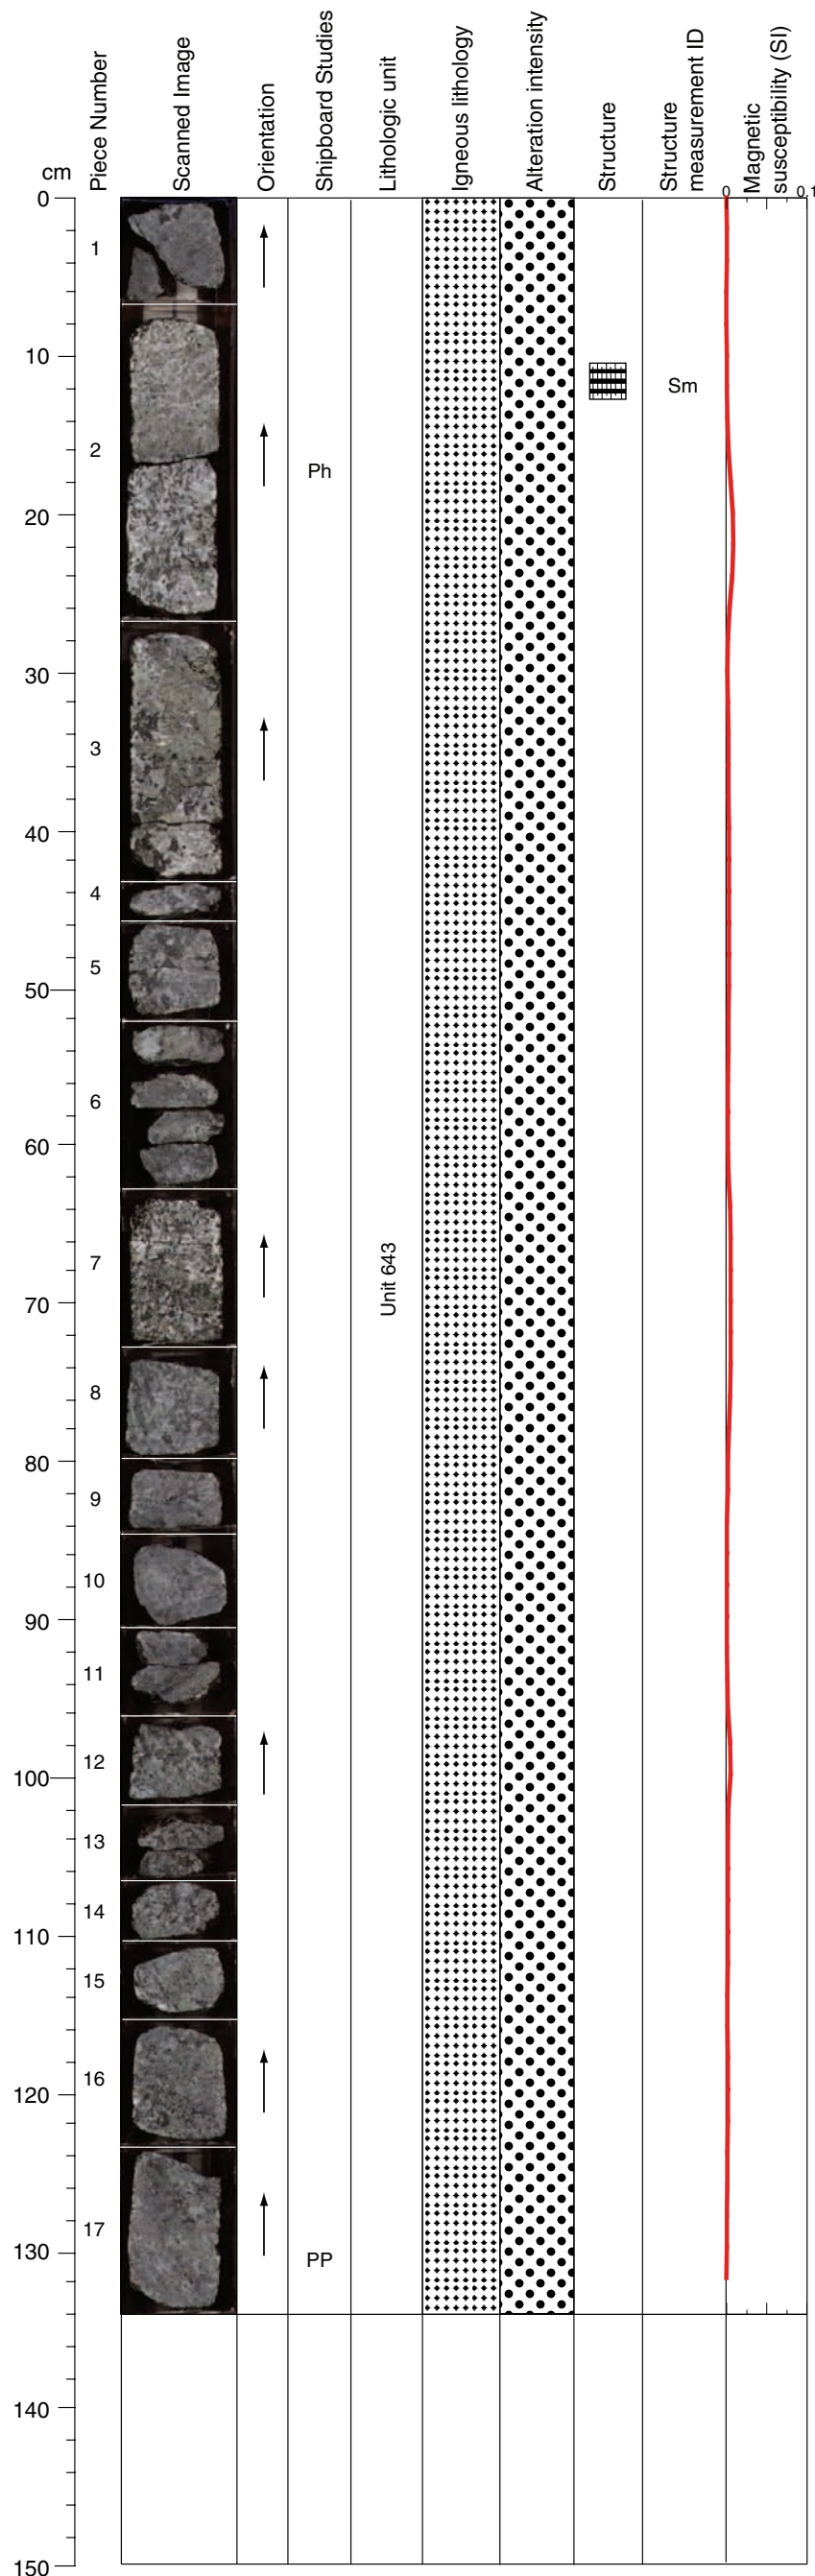 cm
Piece Number
Scanned Image
Orientation
Shipboard Studies
Lithologic unit
Igneous lithology
Alteration intensity
Structure
Structure
measurement ID
Magnetic
susceptibility (SI)
0 0.1
0
1
10
Sm
2
Ph
20
30
3
40
4
5
50
6
60
7
Unit 643
70
8
80
9
10
90
11
12
100
13
14
110
15
16
120
17
130
PP
140
150